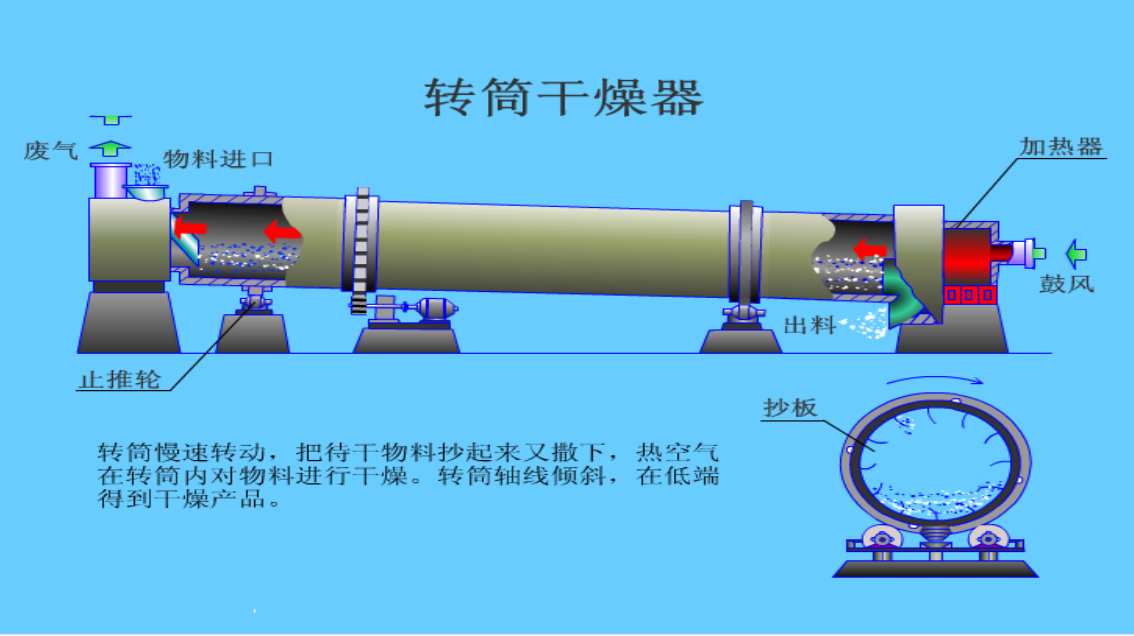 转筒干燥器
废气
物料进口
加热器
鼓风
出料
止推轮
抄板
转筒慢速转动，把待干物料抄起来又撒下，热空气
在转筒内对物料进行干燥。转筒轴线倾斜，在低端
得到干燥产品。